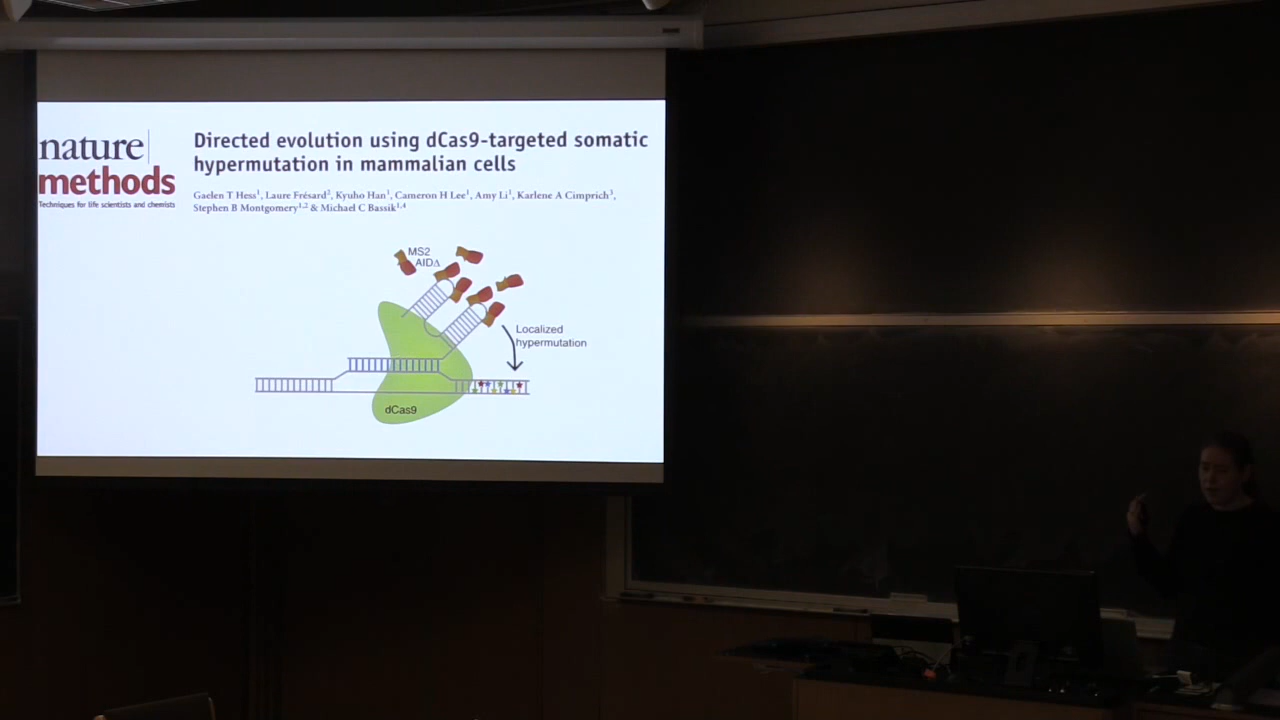 nature
methods
Techniques for life scientists and chemists
Directed evolution using dCas9-targeted somatic
hypermutation in mammalian cells
Gaelen T Hess1, Laure Frésard2, Kyuho Han1, Cameron H Lee1, Amy Li1, Karlene A Cimprich3,
Stephen B Montgomery1,2 & Michael C Bassik1,4
MS2
AIDΔ
Localized
hypermutation
dCas9